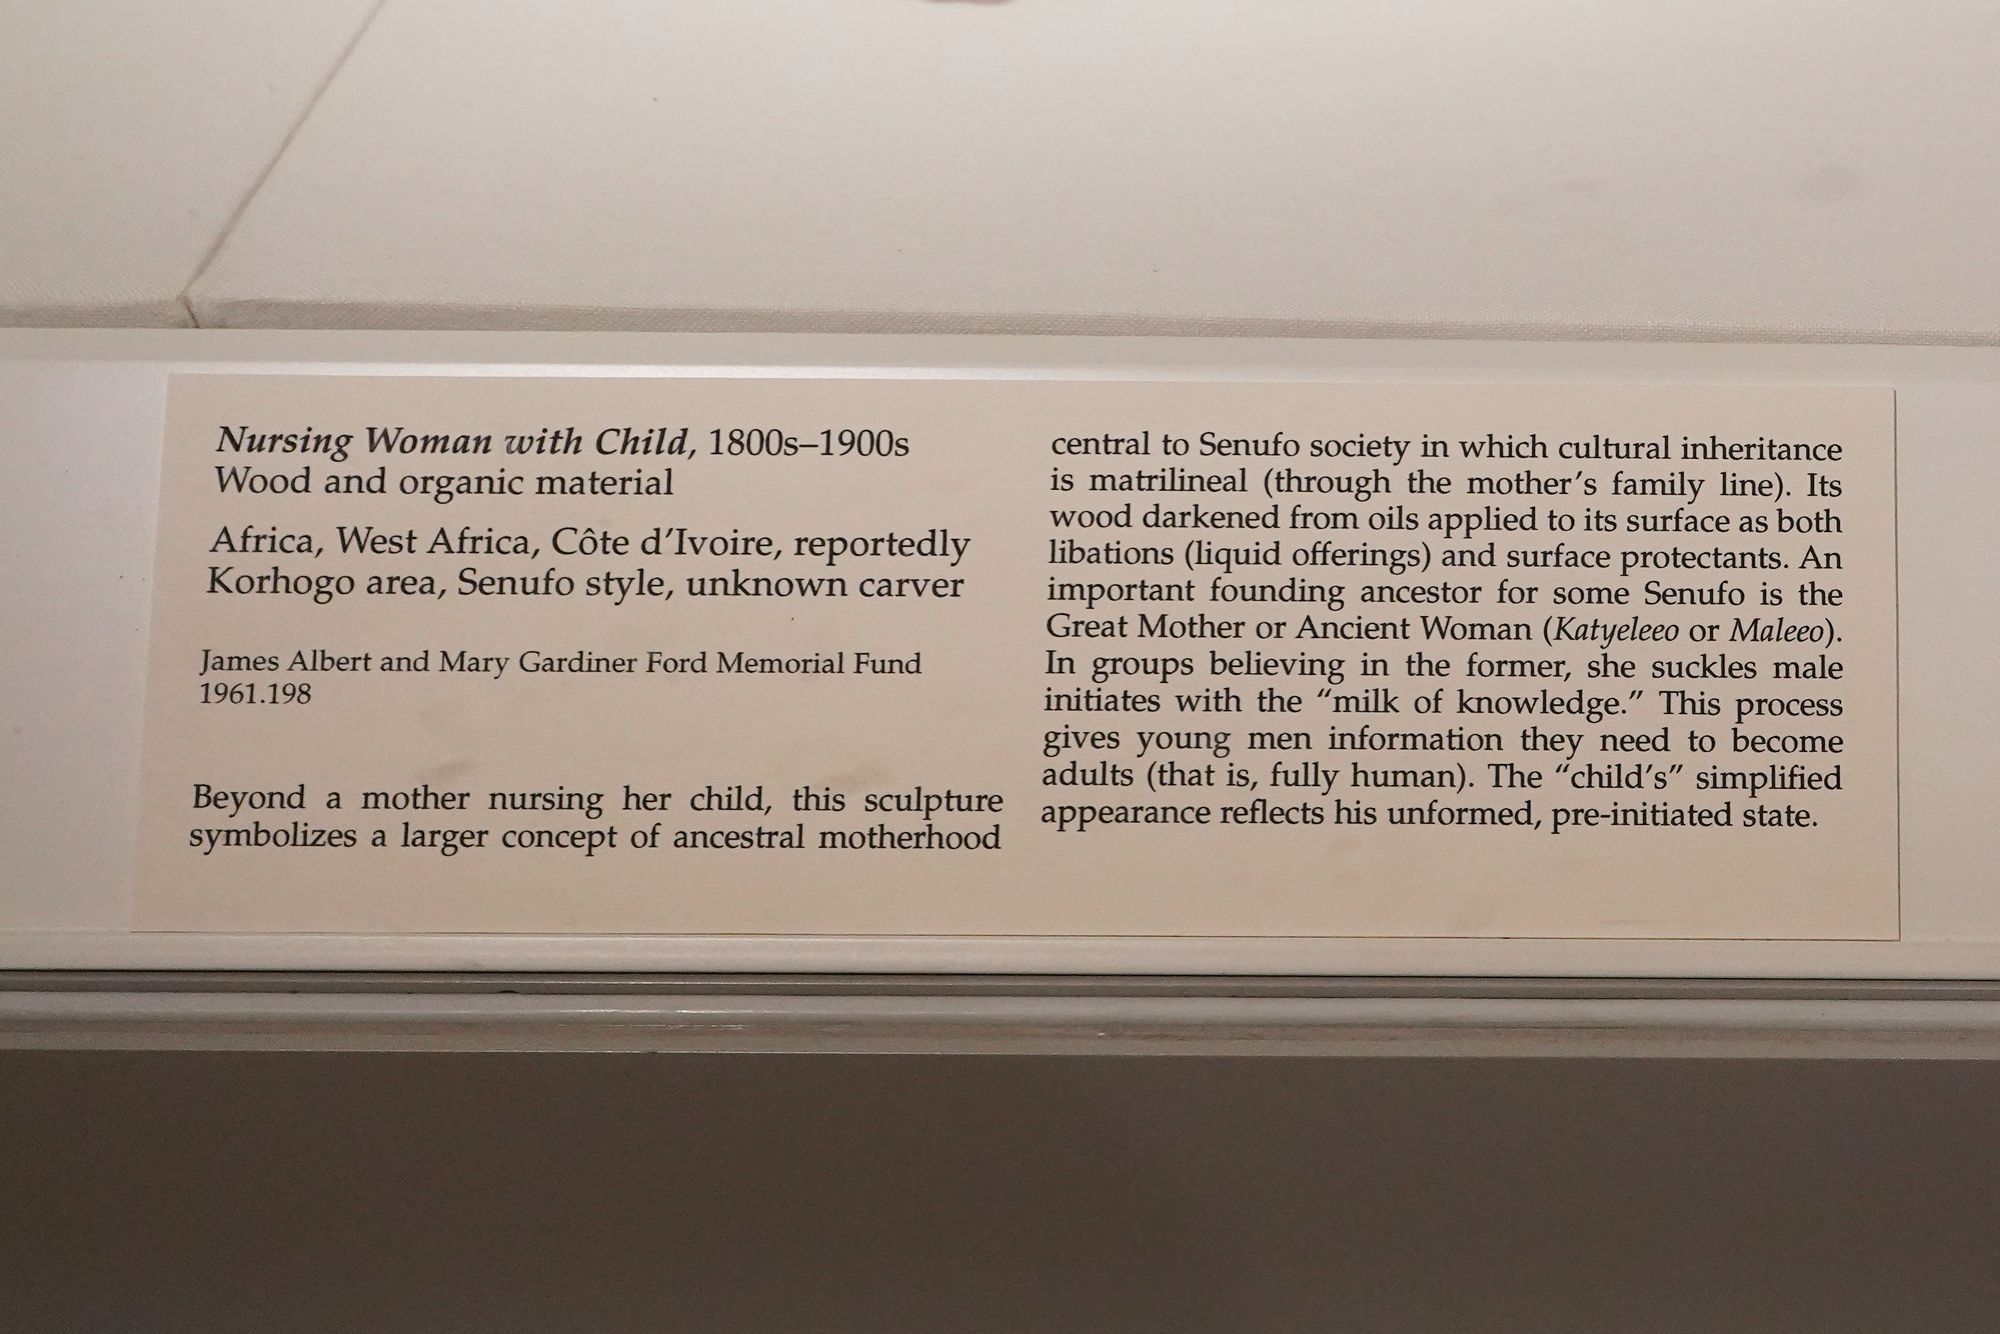 Nursing Woman with Child, 1800s–1900s
Wood and organic material
Africa, West Africa, Côte d’Ivoire, reportedly
Korhogo area, Senufo style, unknown carver
James Albert and Mary Gardiner Ford Memorial Fund
1961.198
Beyond a mother nursing her child, this sculpture
symbolizes a larger concept of ancestral motherhood
central to Senufo society in which cultural inheritance
is matrilineal (through the mother’s family line). Its
wood darkened from oils applied to its surface as both
libations (liquid offerings) and surface protectants. An
important founding ancestor for some Senufo is the
Great Mother or Ancient Woman (Katyeleeo or Maleeo).
In groups believing in the former, she suckles male
initiates with the “milk of knowledge.” This process
gives young men information they need to become
adults (that is, fully human). The “child’s” simplified
appearance reflects his unformed, pre-initiated state.